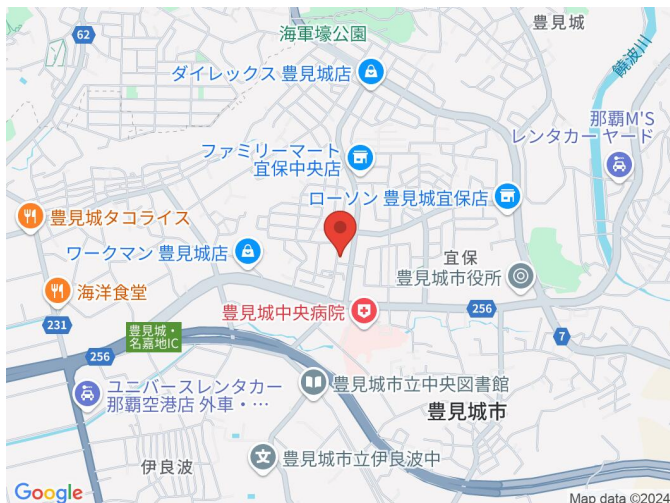 豊見城
海軍壕公園
62
饒波川
ダイレックス 豊見城店
那覇M'S
レンタカー ヤード
ファミリーマート
宜保中央店
ローソン 豊見城宜保店
豊見城タコライス
ワークマン 豊見城店
宜保
豊見城市役所
海洋食堂
豊見城中央病院
256
231
豊見城・
名嘉地IC
7
256
ユニバースレンタカー
那覇空港店 外車・…
豊見城市立中央図書館
豊見城市
伊良波
豊見城市立伊良波中
Google
Map data ©2024